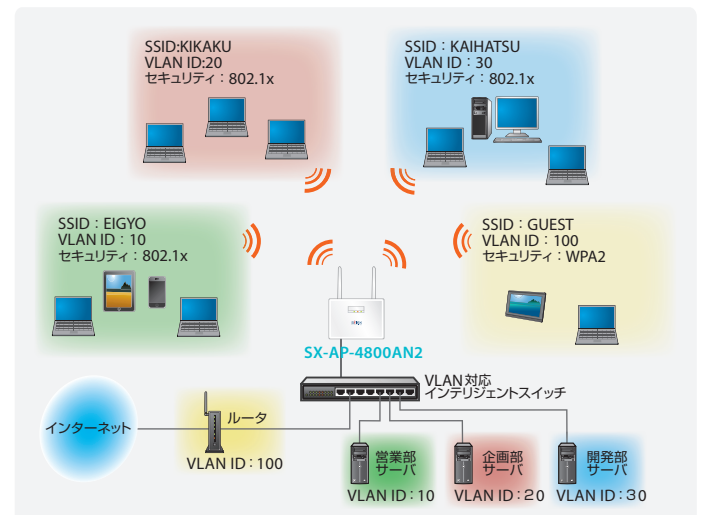 SSID:KIKAKU
VLAN ID:20
セキュリティ：802.1x
SSID：KAIHATSU
VLAN ID：30
セキュリティ：802.1x
SSID：EIGYO
VLAN ID：10
セキュリティ：802.1x
SSID：GUEST
VLAN ID：100
セキュリティ：WPA2
SX-AP-4800AN2
VLAN対応
インテリジェントスイッチ
インターネット
ルータ
VLAN ID：100
営業部
サーバ
VLAN ID：10
企画部
サーバ
VLAN ID：20
開発部
サーバ
VLAN ID：30